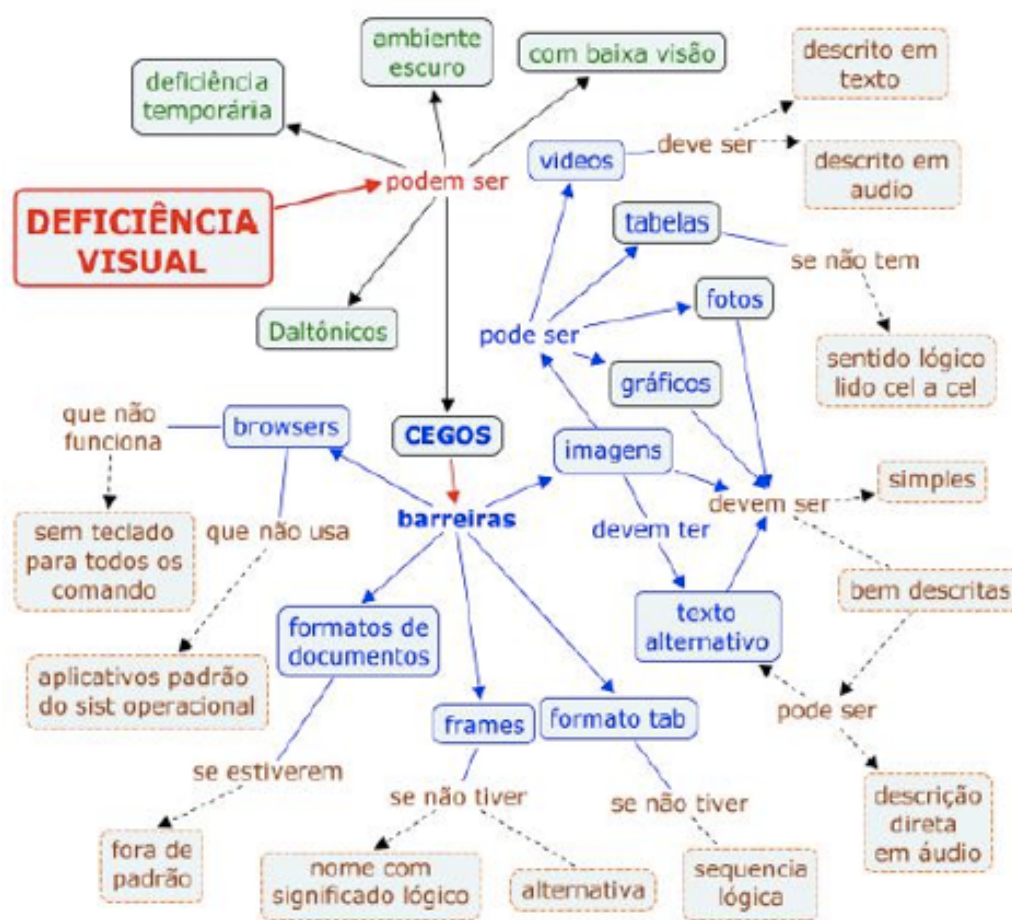 ambiente
escuro
com baixa visão
descrito em
texto
deficiência
temporária
videos
deve ser
descrito em
audio
podem ser
DEFICIÊNCIA
VISUAL
tabelas
se não tem
fotos
Daltônicos
pode ser
sentido lógico
lido cel a cel
gráficos
que não
funciona
browsers
CEGOS
imagens
simples
devem ser
barreiras
sem teclado
para todos os
comando
que não usa
devem ter
bem descritas
formatos de
documentos
texto
alternativo
aplicativos padrão
do sist operacional
frames
formato tab
pode ser
se estiverem
se não tiver
se não tiver
descrição
direta
em áudio
fora de
padrão
nome com
significado lógico
alternativa
sequencia
lógica